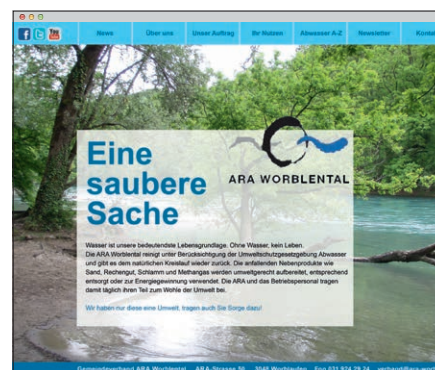 News Über uns Unser Auftrag Ihr Nutzen Abwasser A-Z Newsletter Konta
Eine
saubere
Sache
ARA WORBLENTAL
Wasser ist unsere bedeutendste Lebensgrundlage. Ohne Wasser, kein Leben.
Die ARA Worblental reinigt unter Berücksichtigung der Umweltschutzgesetzgebung Abwasser
und gibt es dem natürlichen Kreislauf wieder zurück. Die anfallenden Nebenprodukte wie
Sand, Rechengut, Schlamm und Methangas werden umweltgerecht aufbereitet, entsprechend
entsorgt oder zur Energiegewinnung verwendet. Die ARA und das Betriebspersonal tragen
damit täglich ihren Teil zum Wohle der Umwelt bei.
Wir haben nur diese eine Umwelt, tragen auch Sie Sorge dazu!
Gemeindeverband ARA Worblental ARA-Strasse 50 3048 Worblaufen